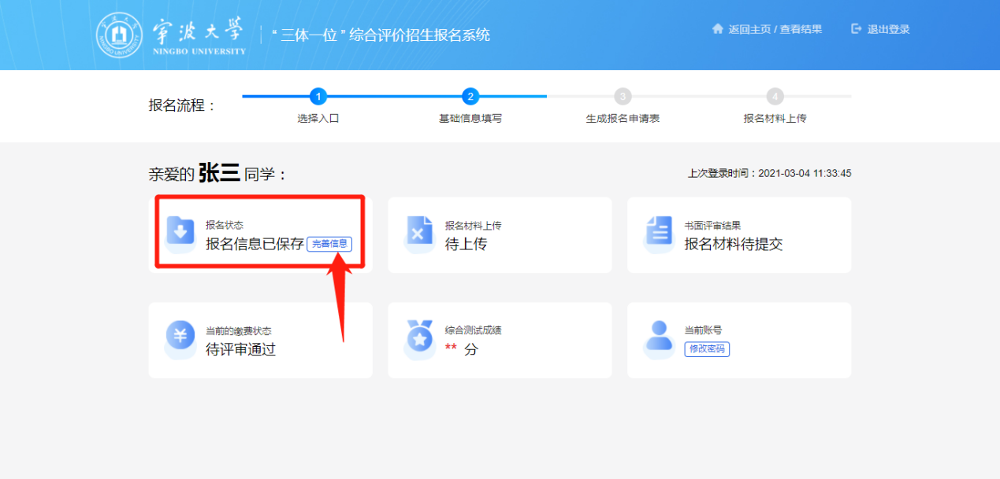 宁波大学
NINGBO UNIVERSITY
“三体一位”综合评价招生报名系统
返回主页 / 查看结果
退出登录
报名流程：
1
2
3
4
选择入口
基础信息填写
生成报名申请表
报名材料上传
亲爱的 张三 同学：
上次登录时间：2021-03-04 11:33:45
报名状态
报名信息已保存 完善信息
报名材料上传
待上传
书面评审结果
报名材料待提交
当前的缴费状态
待评审通过
综合测试成绩
** 分
当前账号
修改密码